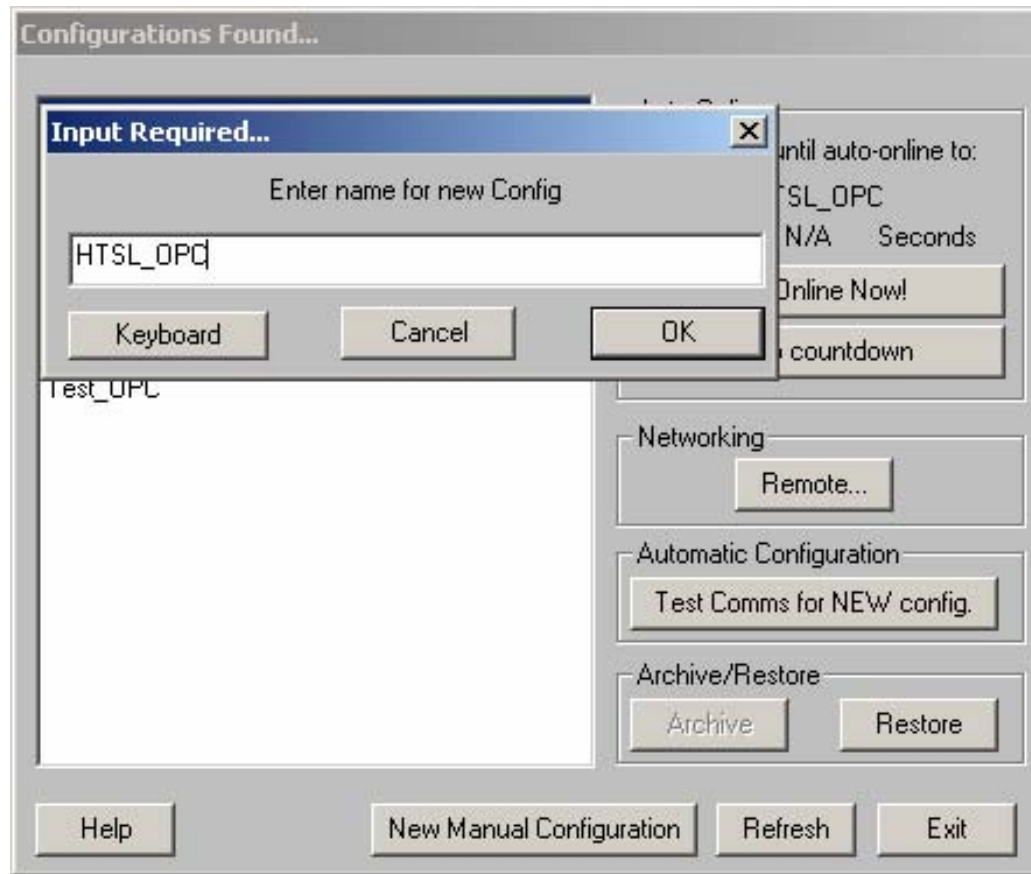 Configurations Found...
Input Required...
Enter name for new Config
HTSL_OPC
Keyboard
Cancel
OK
until auto-online to:
TSL_OPC
N/A Seconds
Online Now!
countdown
Test_OPC
Networking
Remote...
Automatic Configuration
Test Comms for NEW config.
Archive/Restore
Archive
Restore
Help
New Manual Configuration
Refresh
Exit